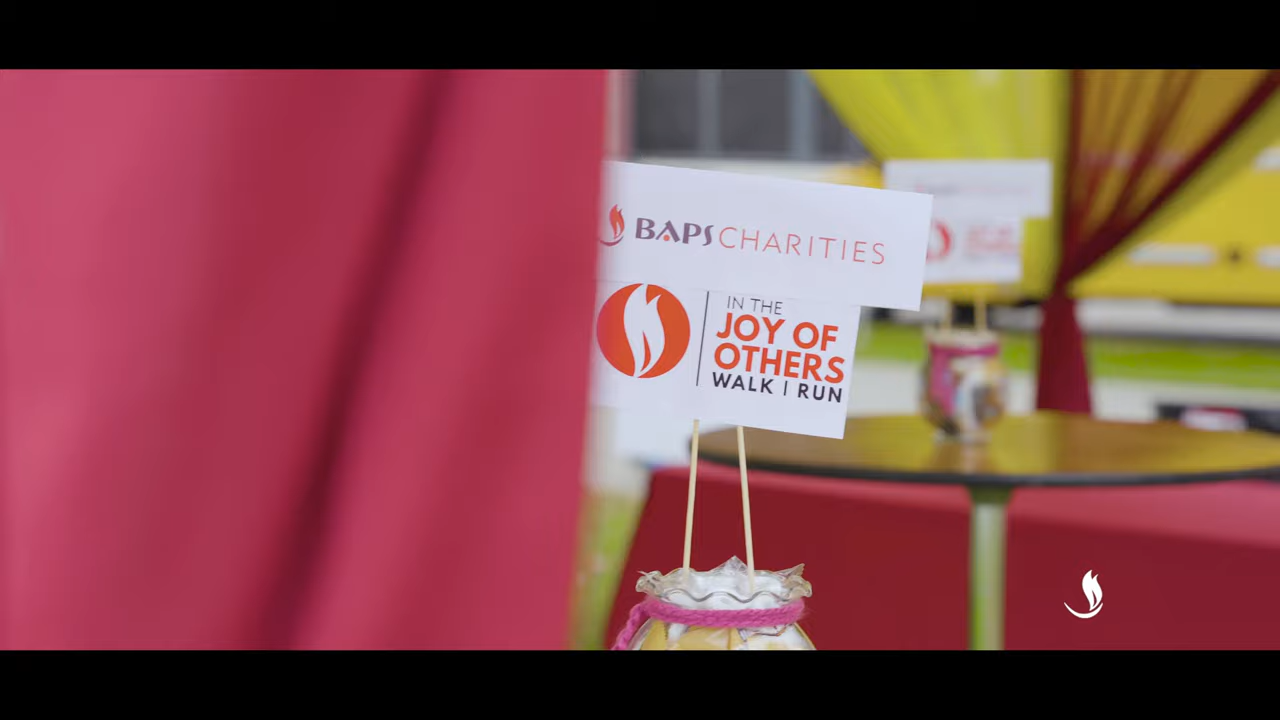 BAPS CHARITIES
IN THE
JOY OF
OTHERS
WALK | RUN